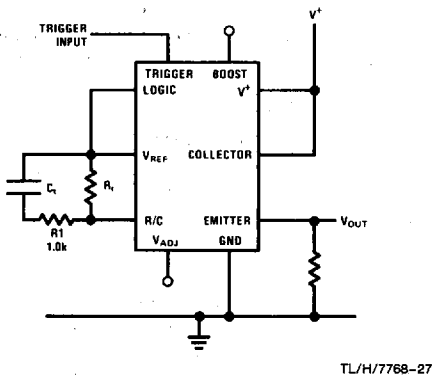 V+
TRIGGER
INPUT
TRIGGER
BOOST
LOGIC
V+
VREF
COLLECTOR
Ct
Rt
R/C
EMITTER
VOUT
R1
1.0k
VADJ
GND
TL/H/7768-27